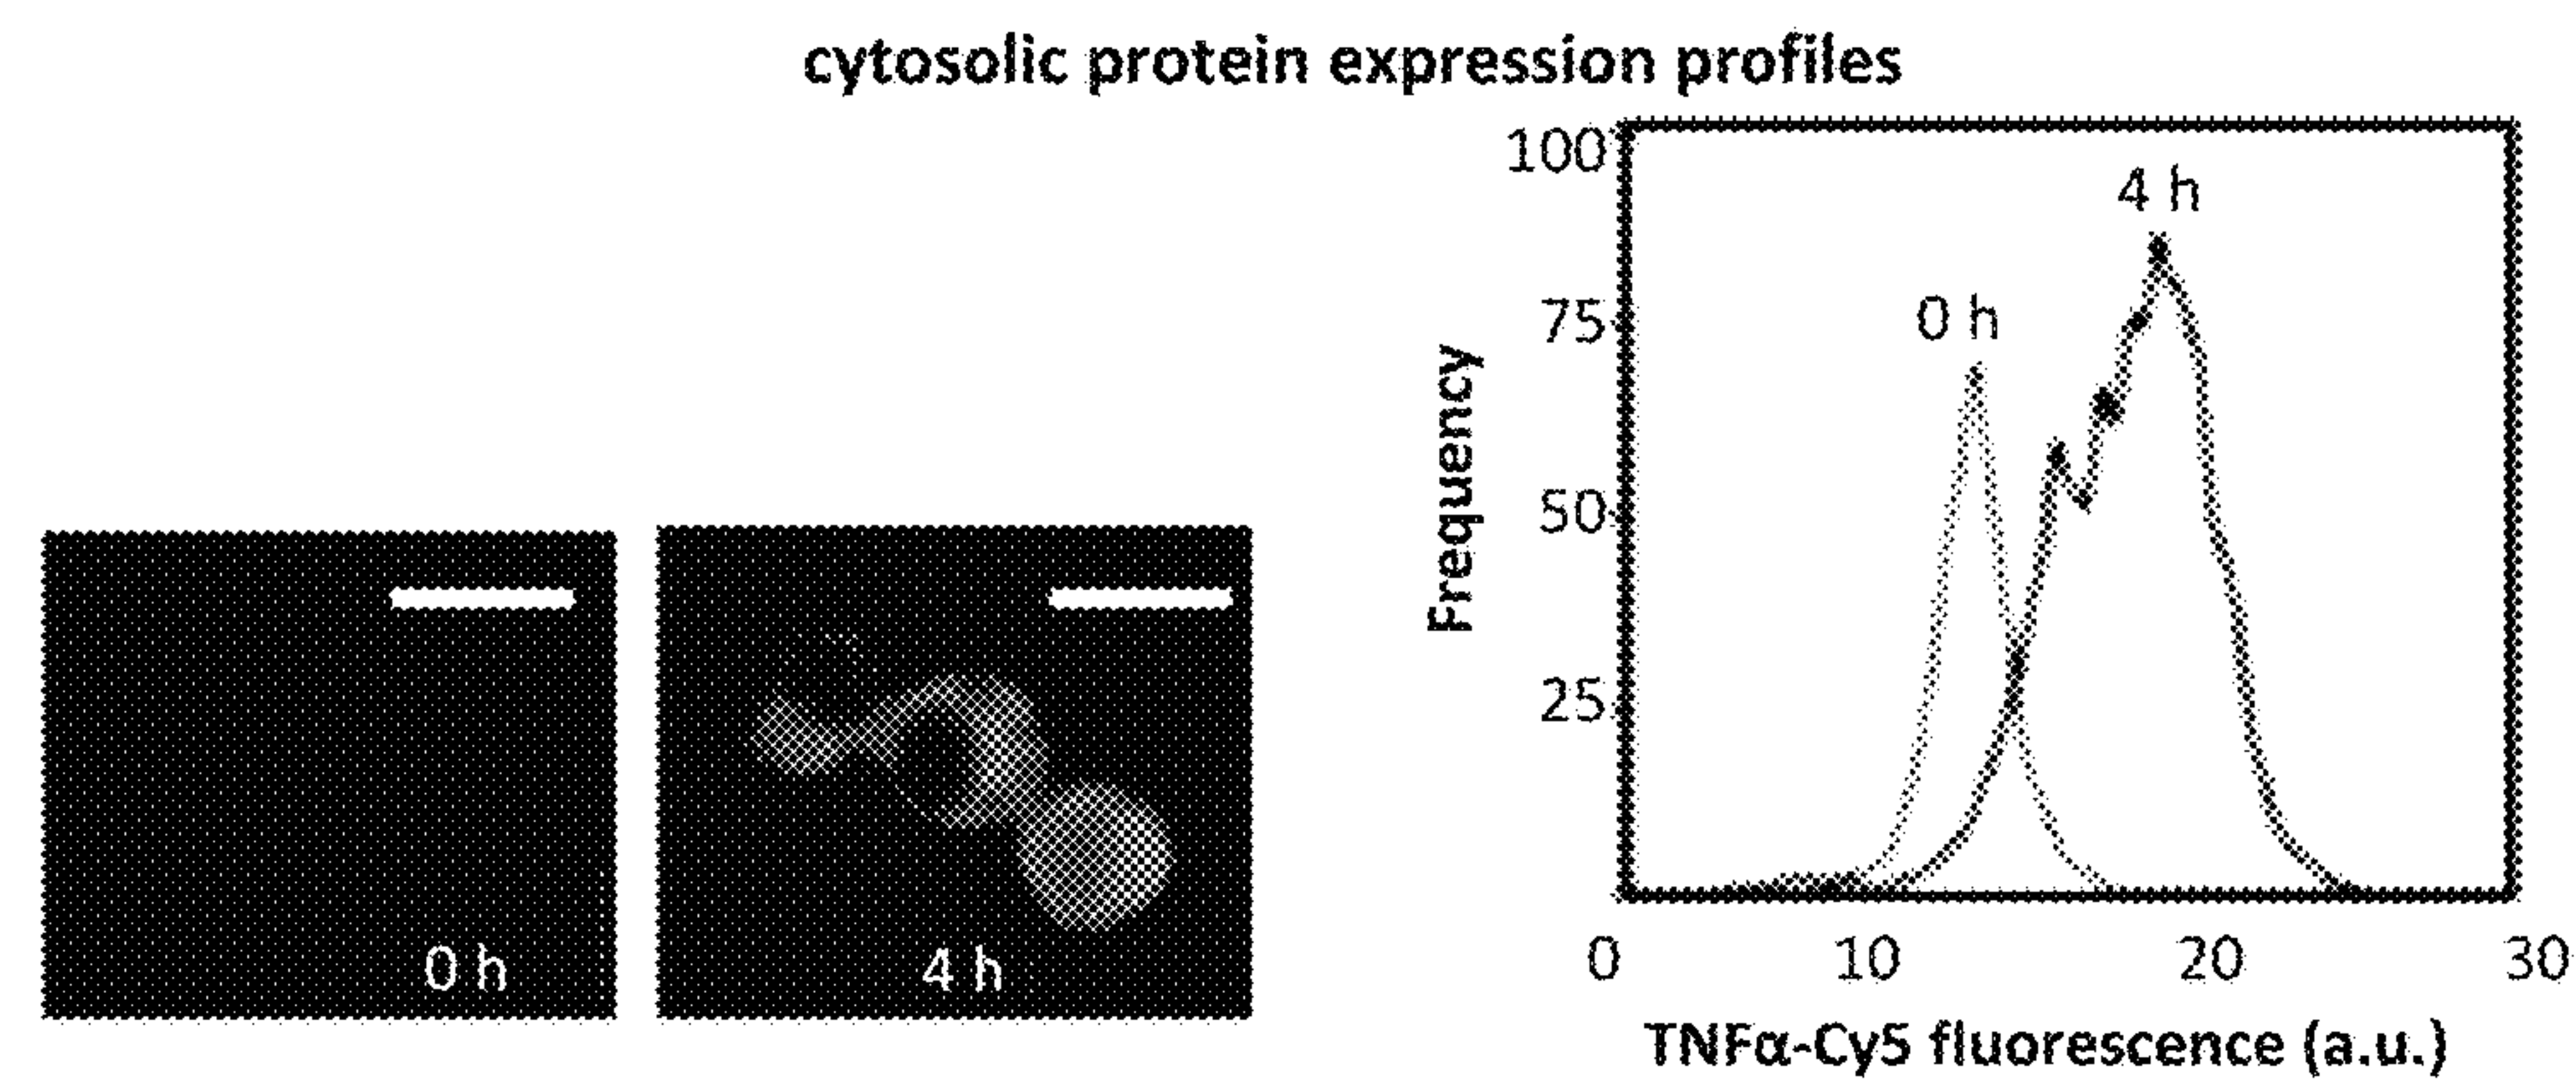 cytosolic protein expression profiles
0 h
4 h
Frequency
100
75
50
25
0 h
4 h
0 10 20 30
TNFα-Cy5 fluorescence (a.u.)